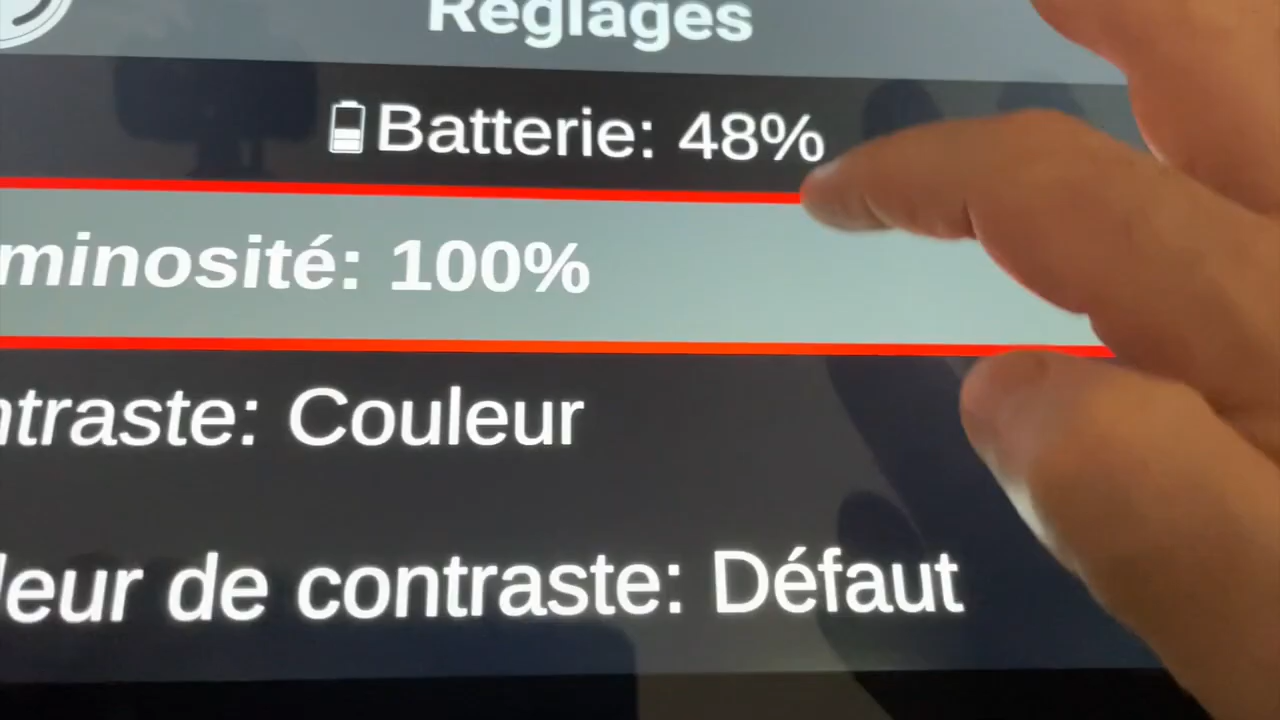 Réglages
Batterie: 48%
minosité: 100%
ntraste: Couleur
leur de contraste: Défaut